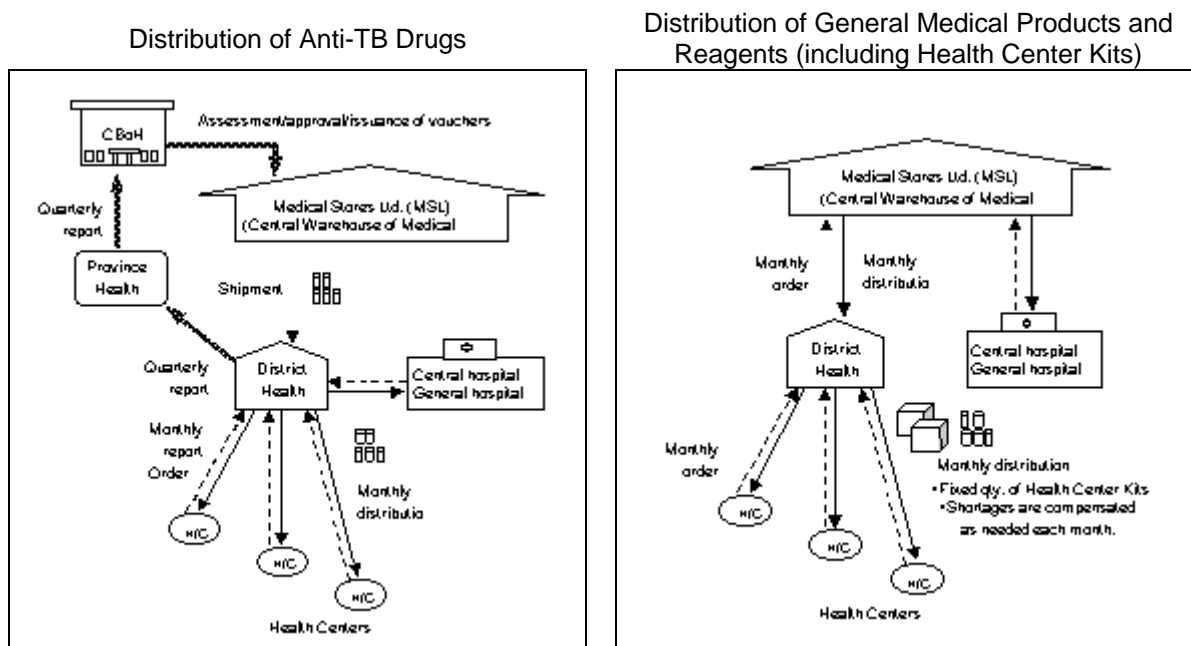 Distribution of Anti-TB Drugs
CBoH
Assessment/approval/issuance of vouchers
Medical Stores Ltd. (MSL)
(Central Warehouse of Medical
Quarterly
report
Province
Health
Shipment
Quarterly
report
District
Health
Central hospital
General hospital
Monthly
report
Order
Monthly
distributio
H/C
H/C
H/C
Health Centers
Distribution of General Medical Products and
Reagents (including Health Center Kits)
Medical Stores Ltd. (MSL)
(Central Warehouse of Medical
Monthly
order
Monthly
distributio
District
Health
Central hospital
General hospital
Monthly
order
Monthly distribution
•Fixed qty. of Health Center Kits
•Shortages are compensated
as needed each month.
H/C
H/C
H/C
Health Centers